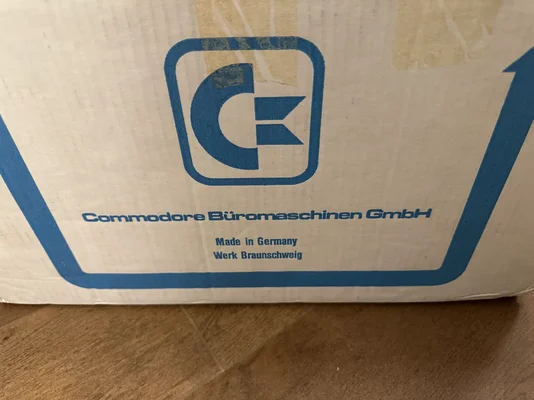 Commodore Büromaschinen GmbH
Made in Germany
Werk Braunschweig